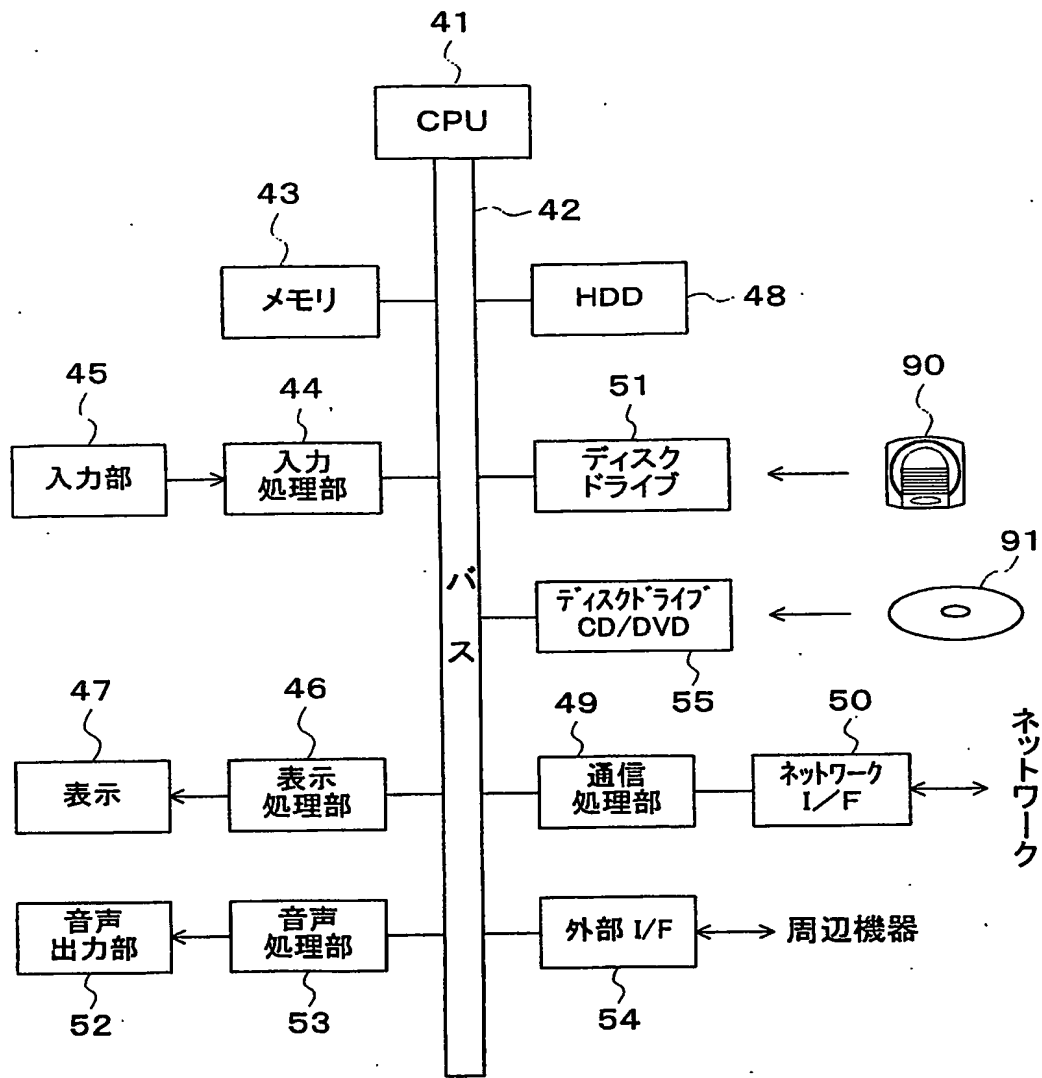 41
CPU
42
43
メモリ
HDD
48
45
入力部
44
入力
処理部
51
ディスク
ドライブ
90
バス
ディスクドライブ
CD/DVD
55
91
47
表示
46
表示
処理部
49
通信
処理部
50
ネットワーク
I/F
ネットワーク
音声
出力部
52
音声
処理部
53
外部 I/F
54
周辺機器